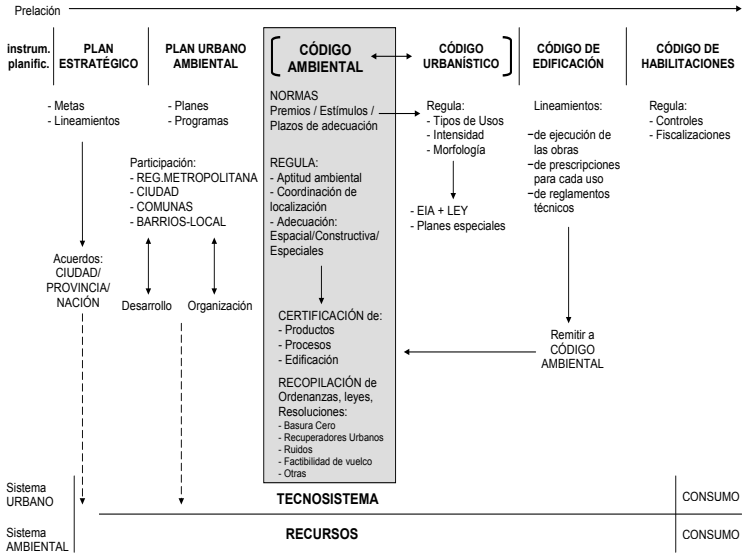 Prelación
instrum. planific.
PLAN ESTRATÉGICO
PLAN URBANO AMBIENTAL
CÓDIGO AMBIENTAL
CÓDIGO URBANÍSTICO
CÓDIGO DE EDIFICACIÓN
CÓDIGO DE HABILITACIONES
- Metas
- Lineamientos
Acuerdos:
CIUDAD/
PROVINCIA/
NACIÓN
- Planes
- Programas
Participación:
- REG.METROPOLITANA
- CIUDAD
- COMUNAS
- BARRIOS-LOCAL
Desarrollo
Organización
NORMAS
Premios / Estímulos /
Plazos de adecuación
REGULA:
- Aptitud ambiental
- Coordinación de
localización
- Adecuación:
Espacial/Constructiva/
Especiales
CERTIFICACIÓN de:
- Productos
- Procesos
- Edificación
RECOPILACIÓN de
Ordenanzas, leyes,
Resoluciones:
- Basura Cero
- Recuperadores Urbanos
- Ruidos
- Factibilidad de vuelco
- Otras
Regula:
- Tipos de Usos
- Intensidad
- Morfología
- EIA + LEY
- Planes especiales
Lineamientos:
−de ejecución de
las obras
−de prescripciones
para cada uso
−de reglamentos
técnicos
Remitir a
CÓDIGO
AMBIENTAL
Regula:
- Controles
- Fiscalizaciones
Sistema
URBANO
TECNOSISTEMA
CONSUMO
Sistema
AMBIENTAL
RECURSOS
CONSUMO